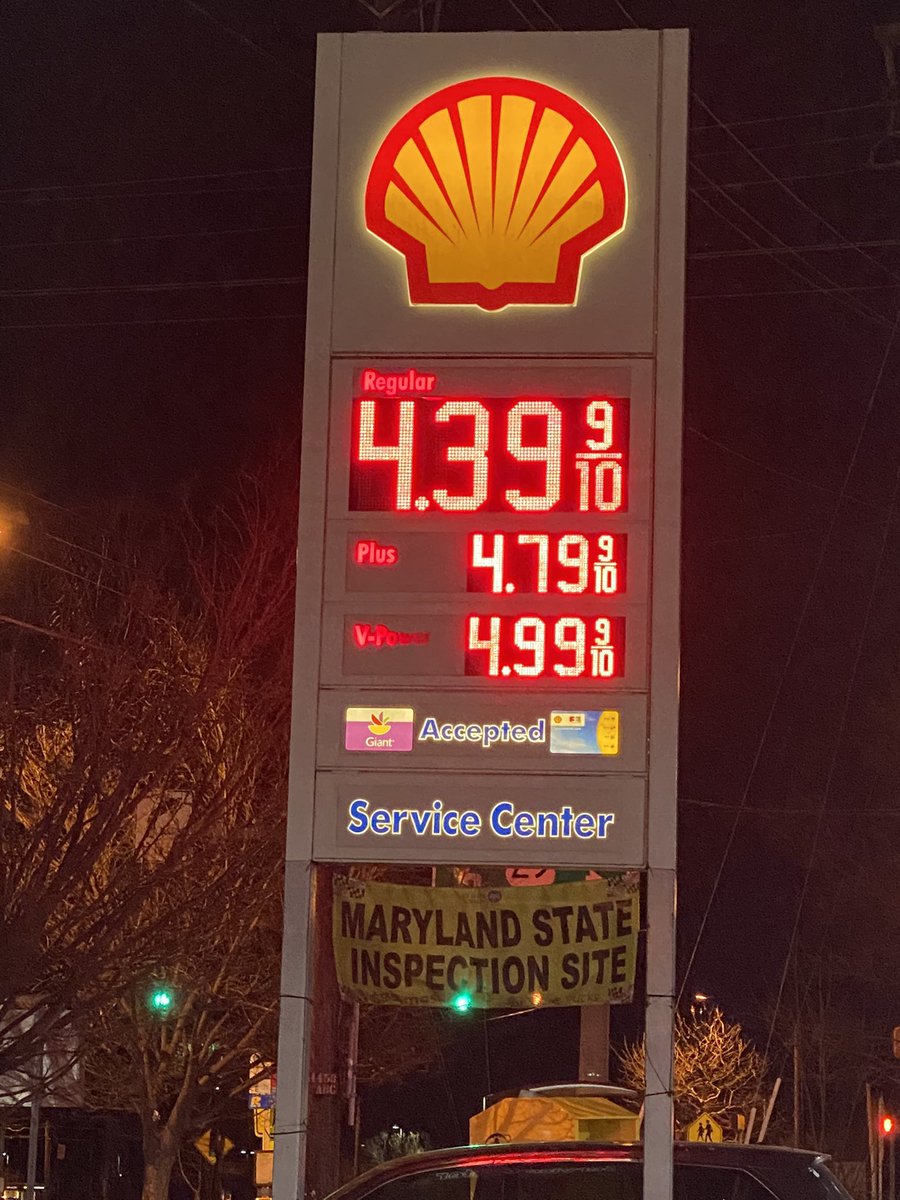 Regular
4.39 9/10
Plus
4.79 9/10
V-Power
4.99 9/10
Giant Accepted
Service Center
MARYLAND STATE
INSPECTION SITE